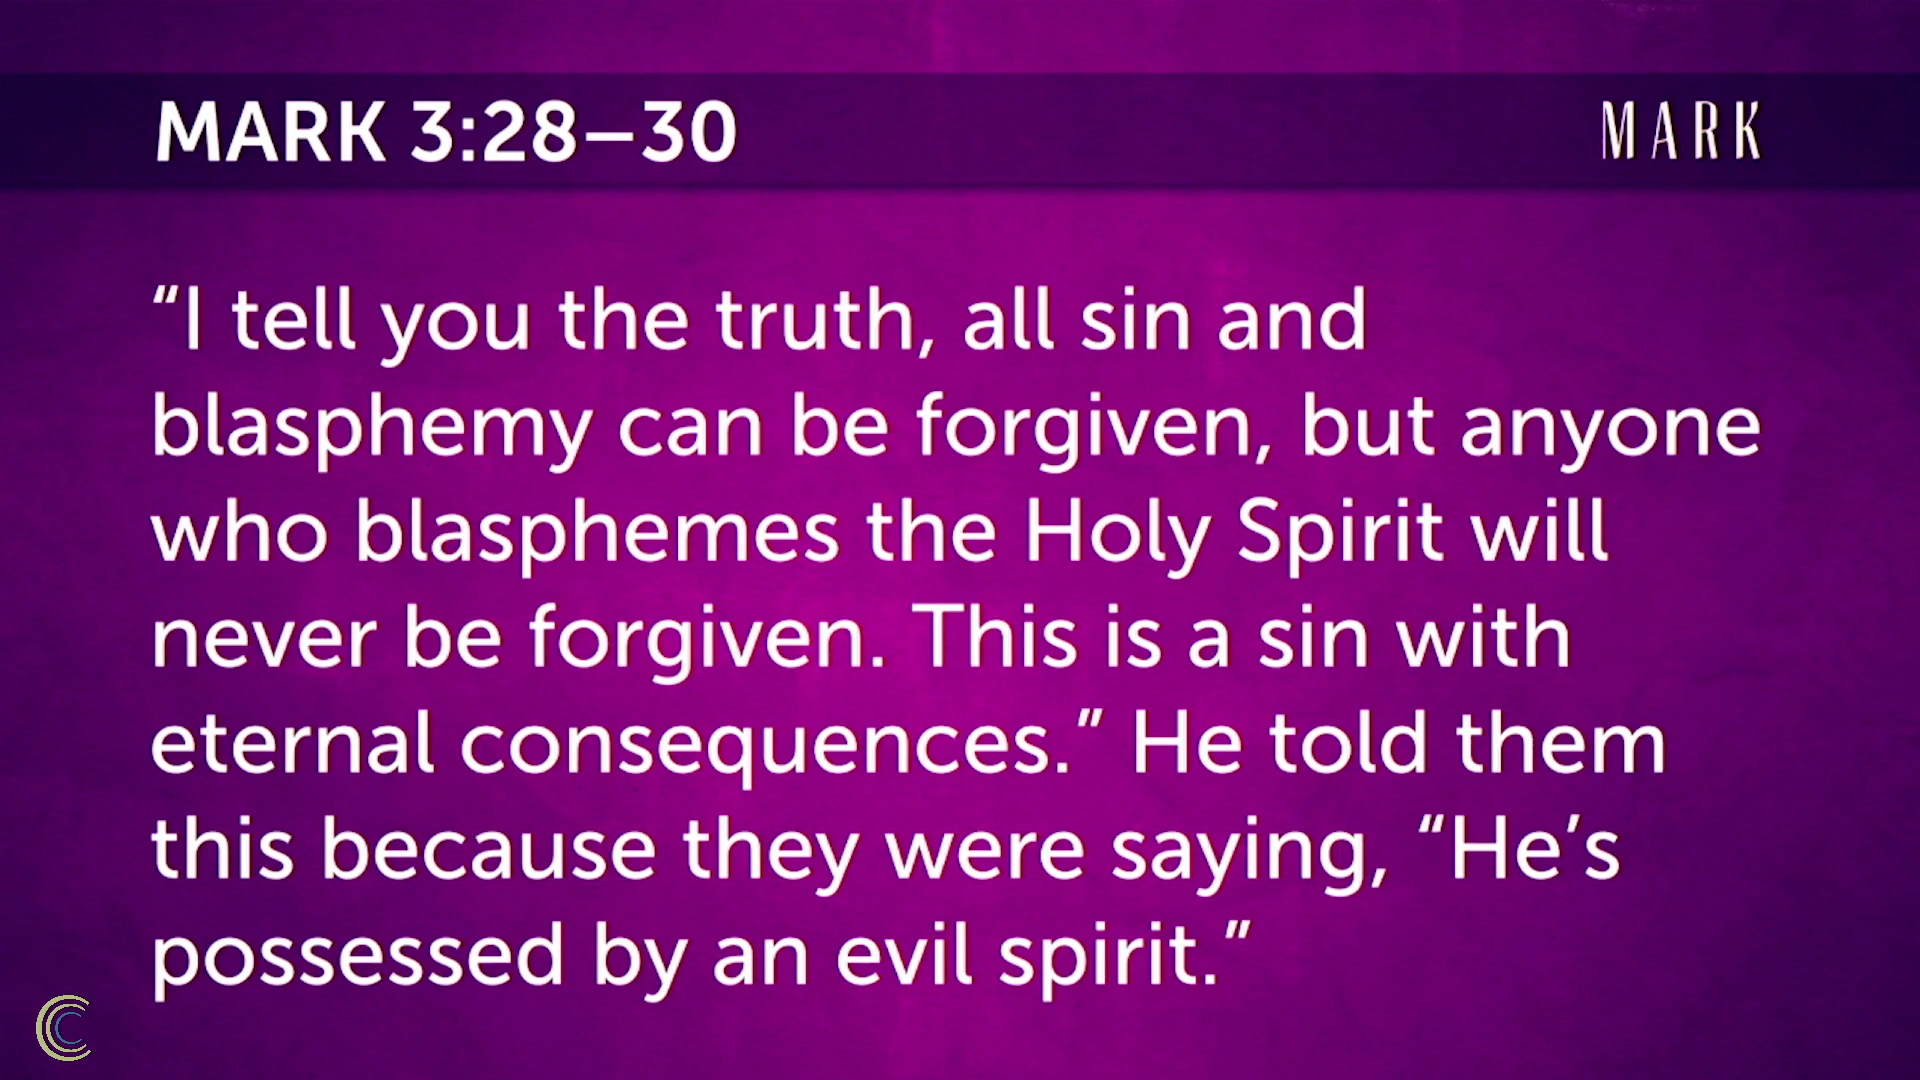 MARK 3:28–30
MARK
“I tell you the truth, all sin and
blasphemy can be forgiven, but anyone
who blasphemes the Holy Spirit will
never be forgiven. This is a sin with
eternal consequences.” He told them
this because they were saying, “He’s
possessed by an evil spirit.”